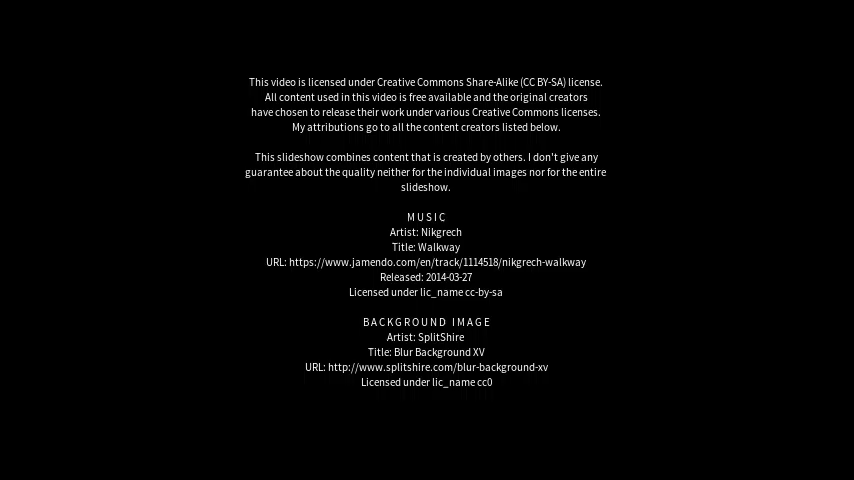 This video is licensed under Creative Commons Share-Alike (CC BY-SA) license.
All content used in this video is free available and the original creators
have chosen to release their work under various Creative Commons licenses.
My attributions go to all the content creators listed below.
This slideshow combines content that is created by others. I don't give any
guarantee about the quality neither for the individual images nor for the entire
slideshow.
M U S I C
Artist: Nikgrech
Title: Walkway
URL: https://www.jamendo.com/en/track/1114518/nikgrech-walkway
Released: 2014-03-27
Licensed under lic_name cc-by-sa
B A C K G R O U N D   I M A G E
Artist: SplitShire
Title: Blur Background XV
URL: http://www.splitshire.com/blur-background-xv
Licensed under lic_name cc0